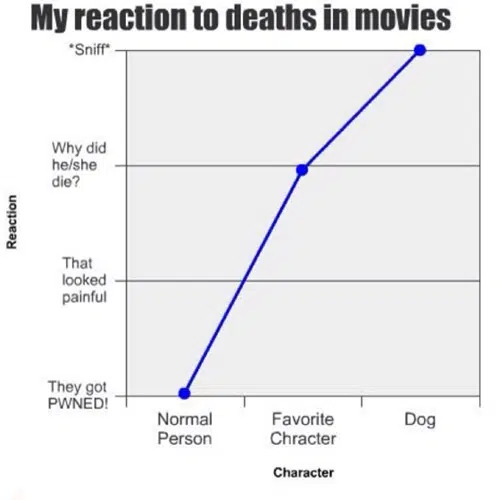 My reaction to deaths in movies
*Sniff*
Why did
he/she
die?
That
looked
painful
They got
PWNED!
Reaction
Normal
Person
Favorite
Chracter
Dog
Character